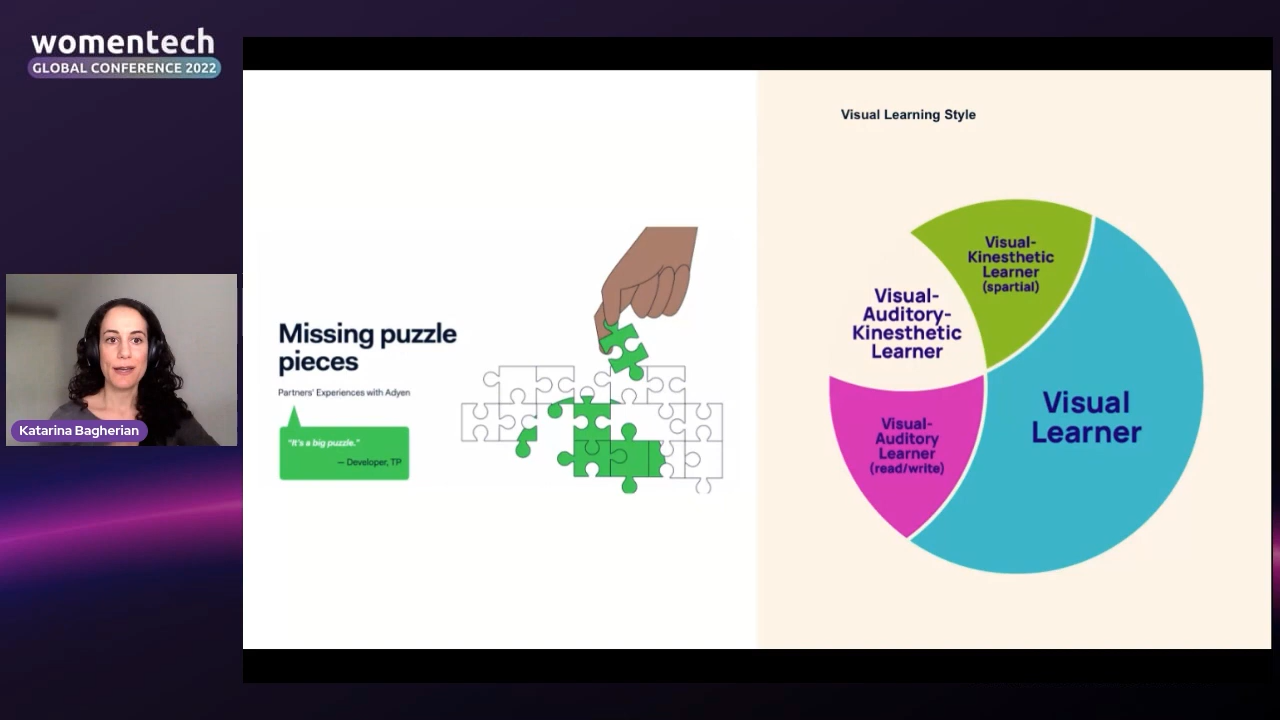 womentech
GLOBAL CONFERENCE 2022
Katarina Bagherian
Missing puzzle
pieces
Partners' Experiences with Adyen
"It's a big puzzle."
— Developer, TP
Visual Learning Style
Visual-
Kinesthetic
Learner
(spartial)
Visual-
Auditory-
Kinesthetic
Learner
Visual
Learner
Visual-
Auditory
Learner
(read/write)